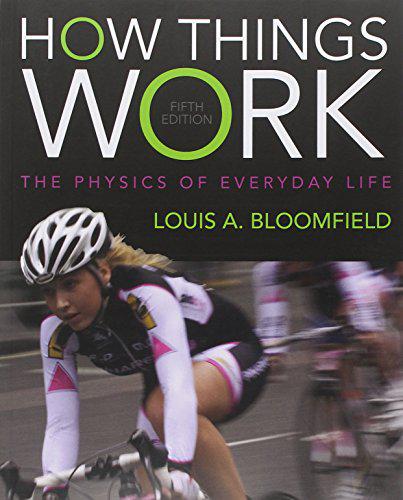 HOW THINGS
WORK
FIFTH
EDITION
THE PHYSICS OF EVERYDAY LIFE
LOUIS A. BLOOMFIELD